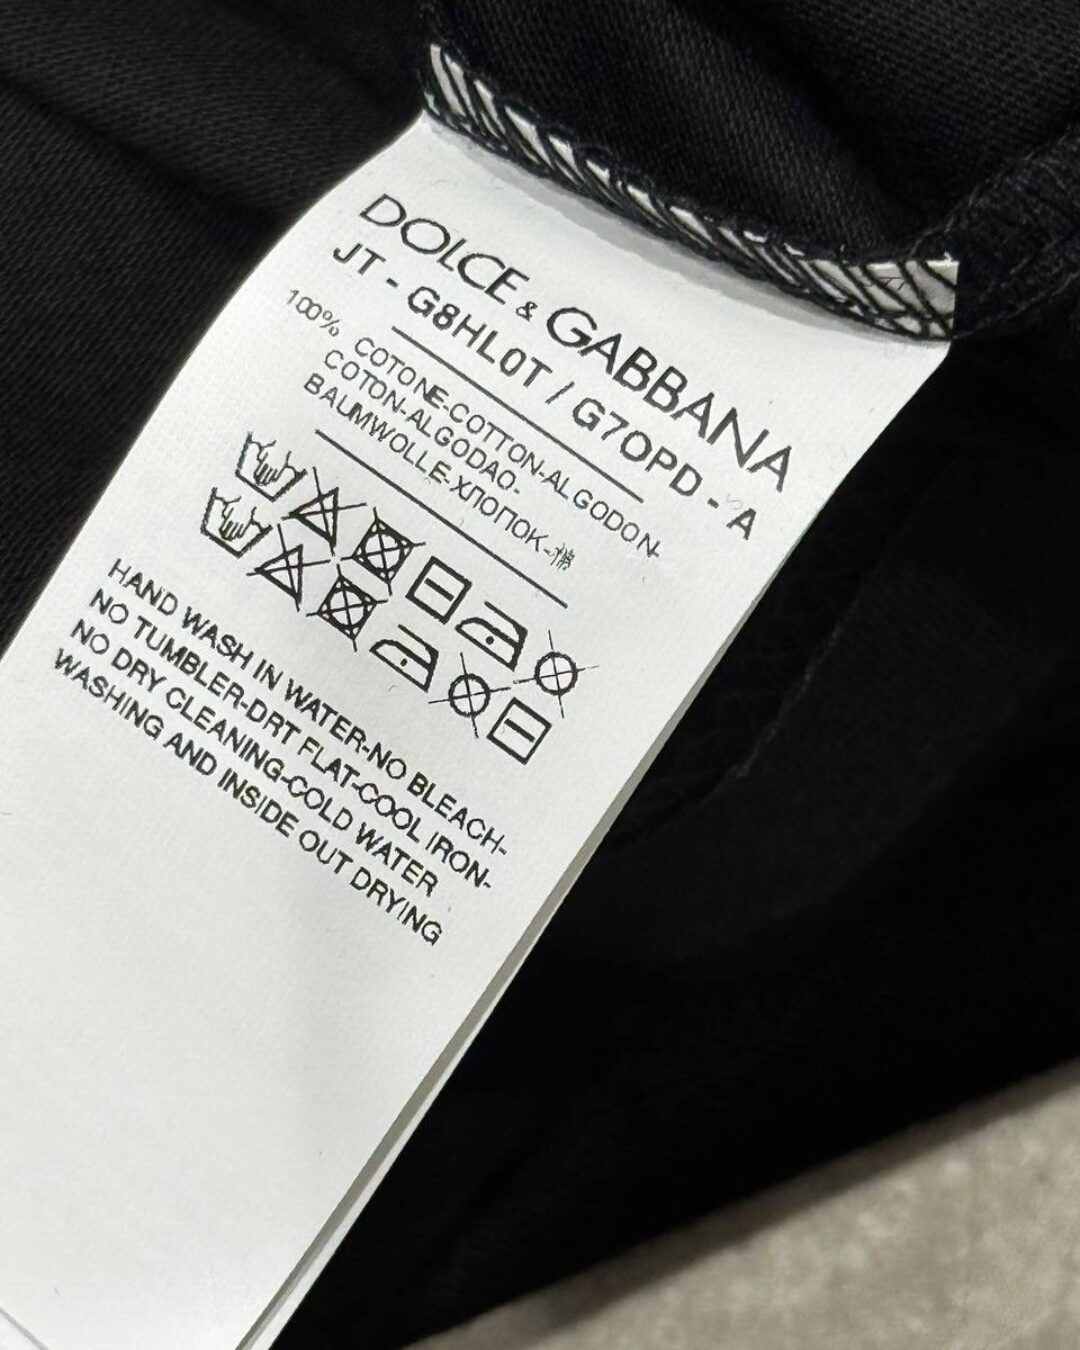 DOLCE & GABBANA
JT - G8HL0T / G7OPD - A
100% COTONE-COTTON-ALGODON-
COTON-ALGODAO-
BAUMWOLLE-ХЛОПОК-棉
HAND WASH IN WATER-NO BLEACH-
NO TUMBLER-DRT FLAT-COOL IRON-
NO DRY CLEANING-COLD WATER
WASHING AND INSIDE OUT DRYING